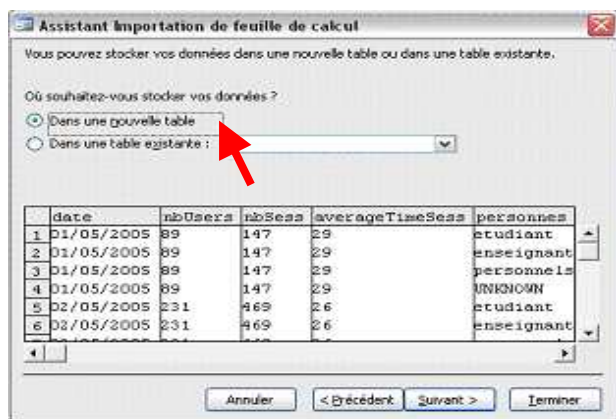 Assistant Importation de feuille de calcul
Vous pouvez stocker vos données dans une nouvelle table ou dans une table existante.
Où souhaitez-vous stocker vos données ?
Dans une nouvelle table
Dans une table existante :
date nbUsers nbSess averageTimeSess personnes
1 01/05/2005 89 147 29 etudiant
2 01/05/2005 89 147 29 enseignant
3 01/05/2005 89 147 29 personnels
4 01/05/2005 89 147 29 UNKNOWN
5 02/05/2005 231 469 26 etudiant
6 02/05/2005 231 469 26 enseignant
Annuler < Précédent Suivant > Terminer